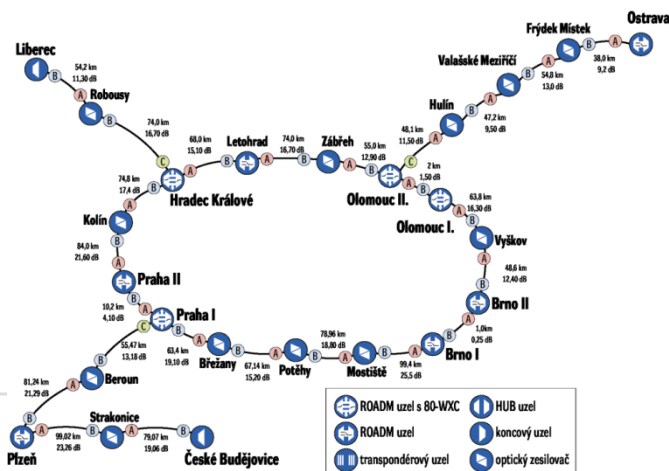 Ostrava
Frýdek Místek
B
A
38,0 km
9,2 dB
Valašské Meziříčí
B
A
54,8 km
13,0 dB
Liberec
B
54,2 km
11,30 dB
A
Robousy
B
74,0 km
16,70 dB
C
Hulín
A
B
47,2 km
9,50 dB
A
48,1 km
11,50 dB
C
68,0 km
15,10 dB
Letohrad
74,0 km
16,70 dB
Zábřeh
55,0 km
12,90 dB
A
B
A
B
A
B
Hradec Králové
Olomouc II.
A
2 km
1,50 dB
B
Olomouc I.
A
63,8 km
16,30 dB
B
Vyškov
A
48,6 km
12,40 dB
B
Brno II
A
1,0km
0,25 dB
B
Brno I
A
99,4 km
25,5 dB
B
Mostiště
A
78,96 km
18,80 dB
B
74,8 km
17,4 dB
A
Kolín
B
84,0 km
21,60 dB
A
Praha II
B
10,2 km
4,10 dB
A
Praha I
C
B
63,4 km
19,10 dB
A
Břežany
B
67,14 km
15,20 dB
A
Potěhy
B
55,47 km
13,18 dB
B
Beroun
A
81,24 km
21,29 dB
B
Plzeň
A
99,02 km
23,26 dB
Strakonice
B
A
79,07 km
19,06 dB
B
České Budějovice
ROADM uzel s 80-WXC
HUB uzel
ROADM uzel
koncový uzel
transpondérový uzel
optický zesilovač